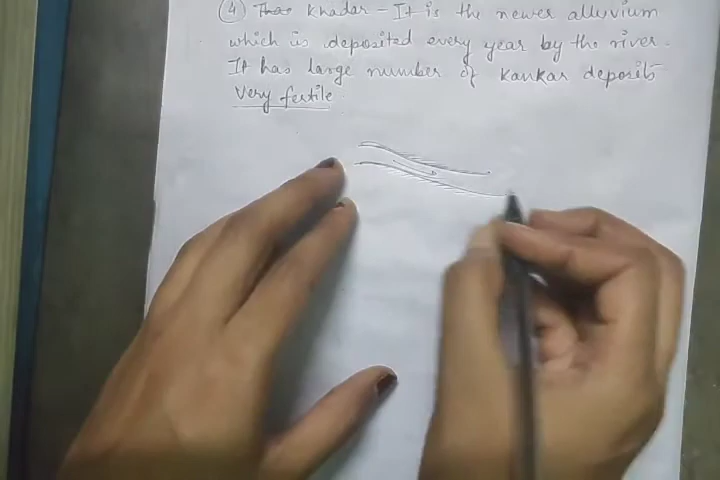 (4) Khadar - It is the newer alluvium
which is deposited every year by the river.
It has large number of kankar deposits
Very fertile.